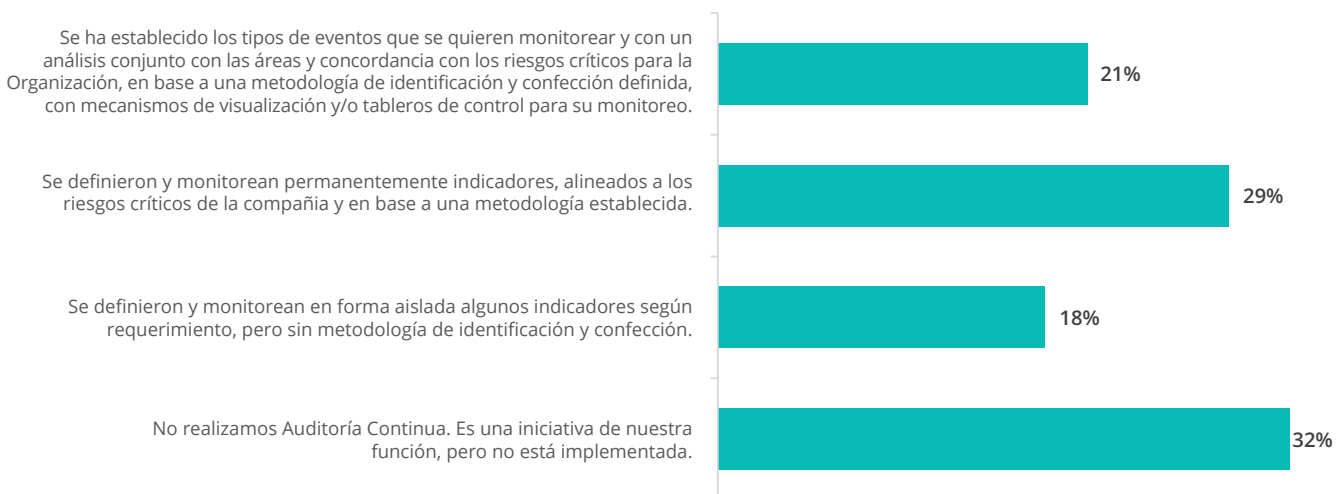 Se ha establecido los tipos de eventos que se quieren monitorear y con un
análisis conjunto con las áreas y concordancia con los riesgos críticos para la
Organización, en base a una metodología de identificación y confección definida,
con mecanismos de visualización y/o tableros de control para su monitoreo.
21%
Se definieron y monitorean permanentemente indicadores, alineados a los
riesgos críticos de la compañia y en base a una metodología establecida.
29%
Se definieron y monitorean en forma aislada algunos indicadores según
requerimiento, pero sin metodología de identificación y confección.
18%
No realizamos Auditoría Continua. Es una iniciativa de nuestra
función, pero no está implementada.
32%